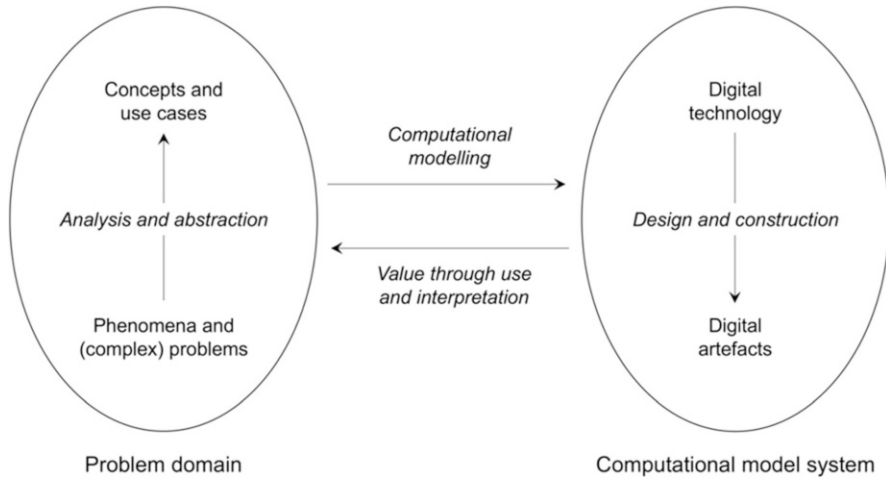 Concepts and
use cases
Analysis and abstraction
Phenomena and
(complex) problems
Problem domain
Computational
modelling
Value through use
and interpretation
Digital
technology
Design and construction
Digital
artefacts
Computational model system